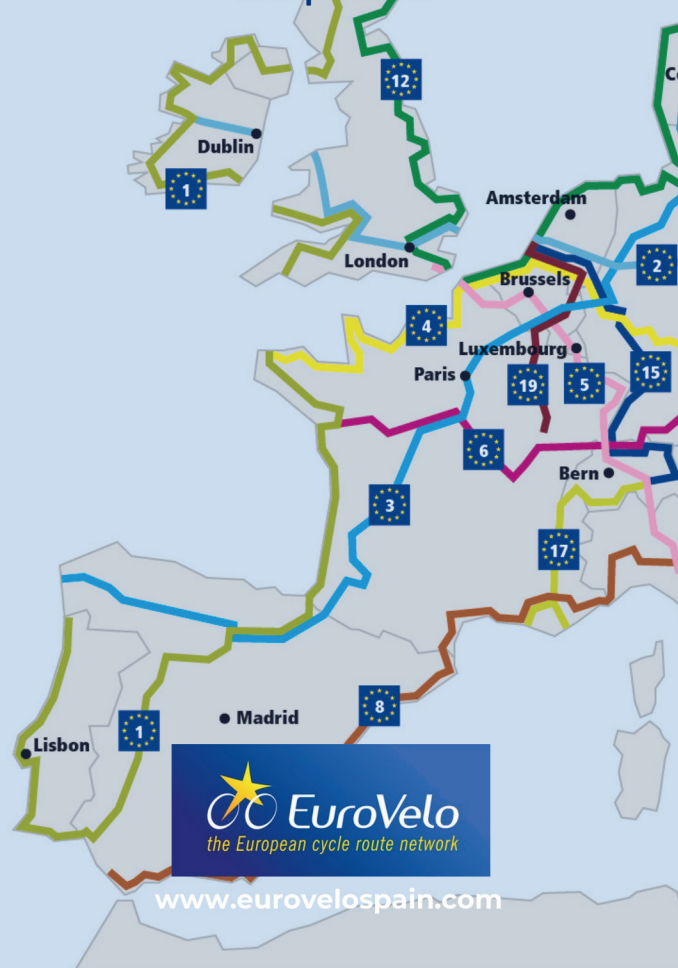 12
C
Dublin
1
Amsterdam
London
2
Brussels
4
Luxembourg
Paris
19
5
15
6
Bern
3
17
8
Madrid
1
Lisbon
EuroVelo
the European cycle route network
www.eurovelospain.com